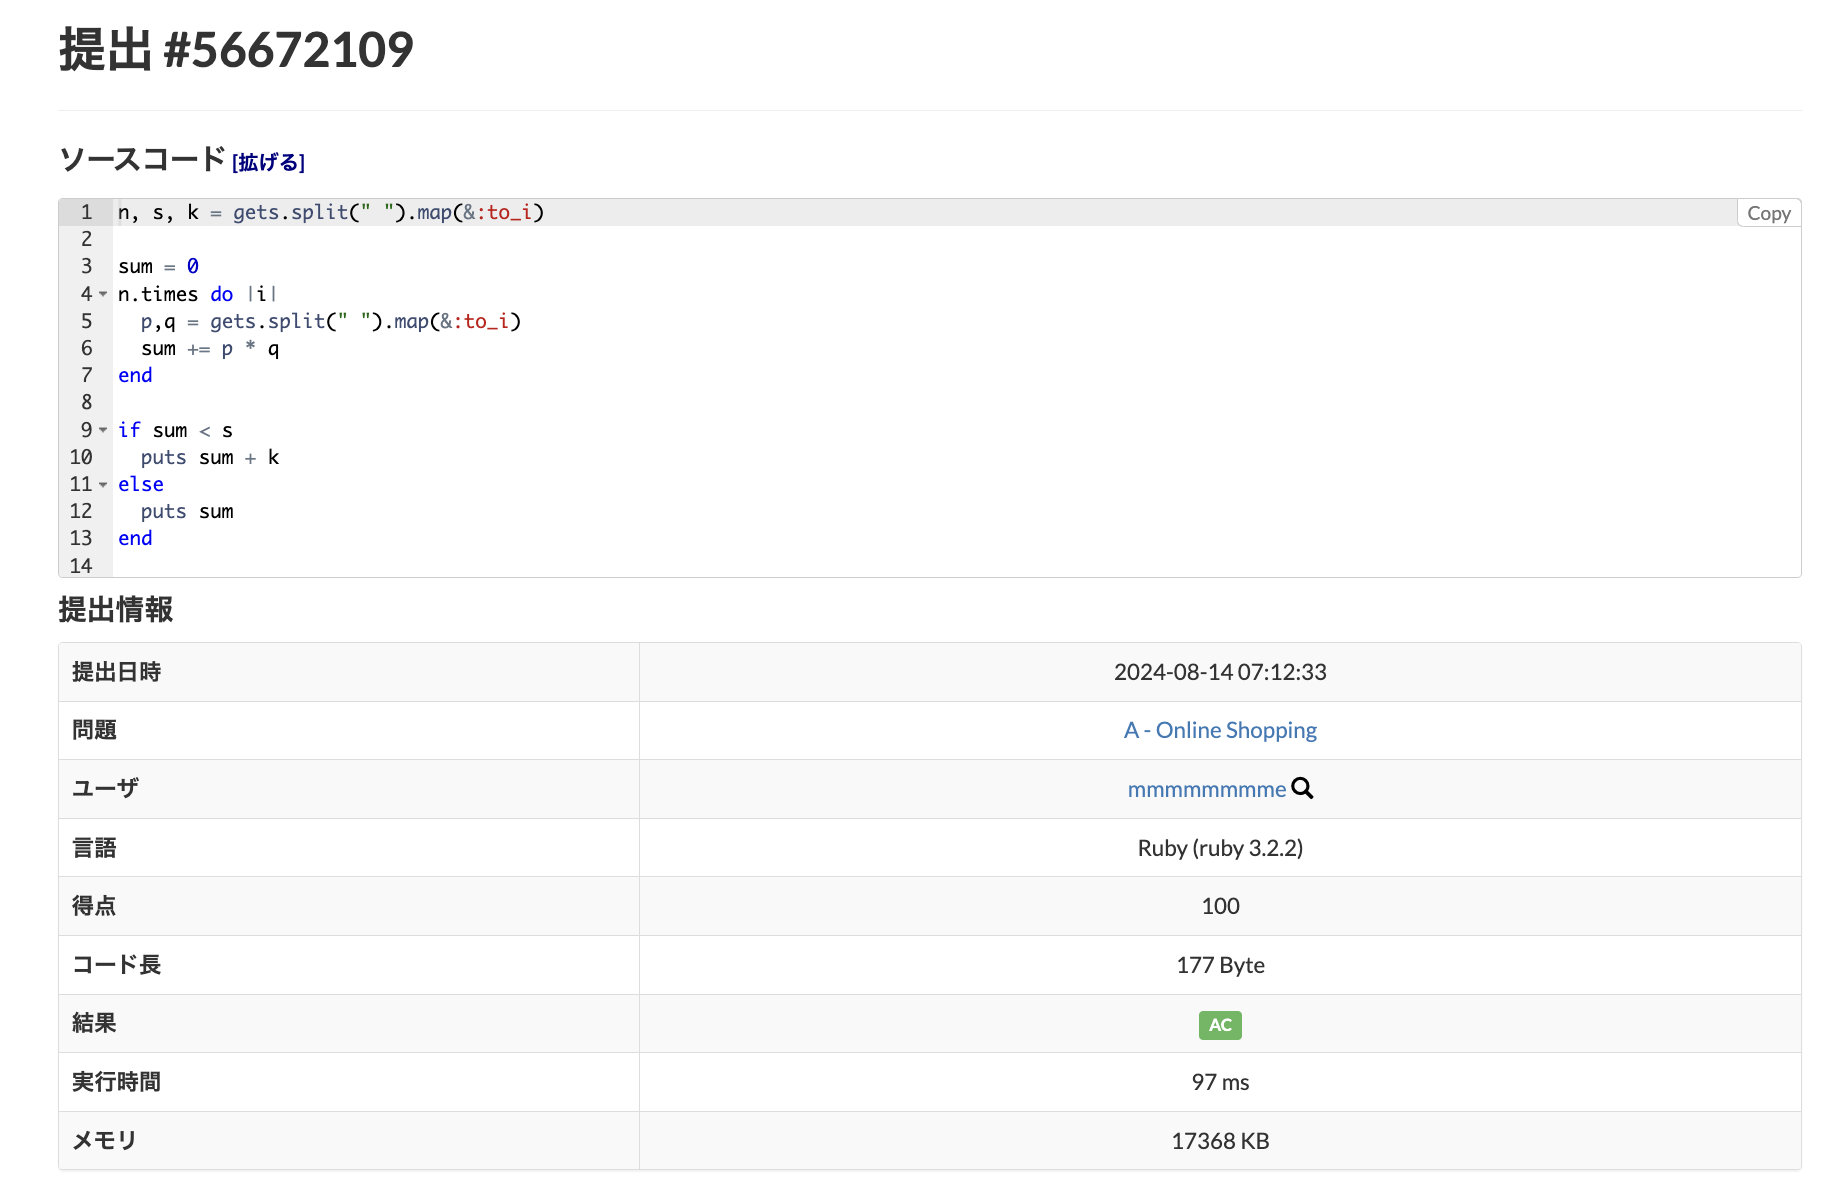 提出 #56672109
ソースコード [拡げる]
Copy
1 n, s, k = gets.split(" ").map(&:to_i)
2
3 sum = 0
4 n.times do |i|
5   p,q = gets.split(" ").map(&:to_i)
6   sum += p * q
7 end
8
9 if sum < s
10   puts sum + k
11 else
12   puts sum
13 end
14
提出情報
提出日時 2024-08-14 07:12:33
問題 A - Online Shopping
ユーザ mmmmmmmme
言語 Ruby (ruby 3.2.2)
得点 100
コード長 177 Byte
結果 AC
実行時間 97 ms
メモリ 17368 KB